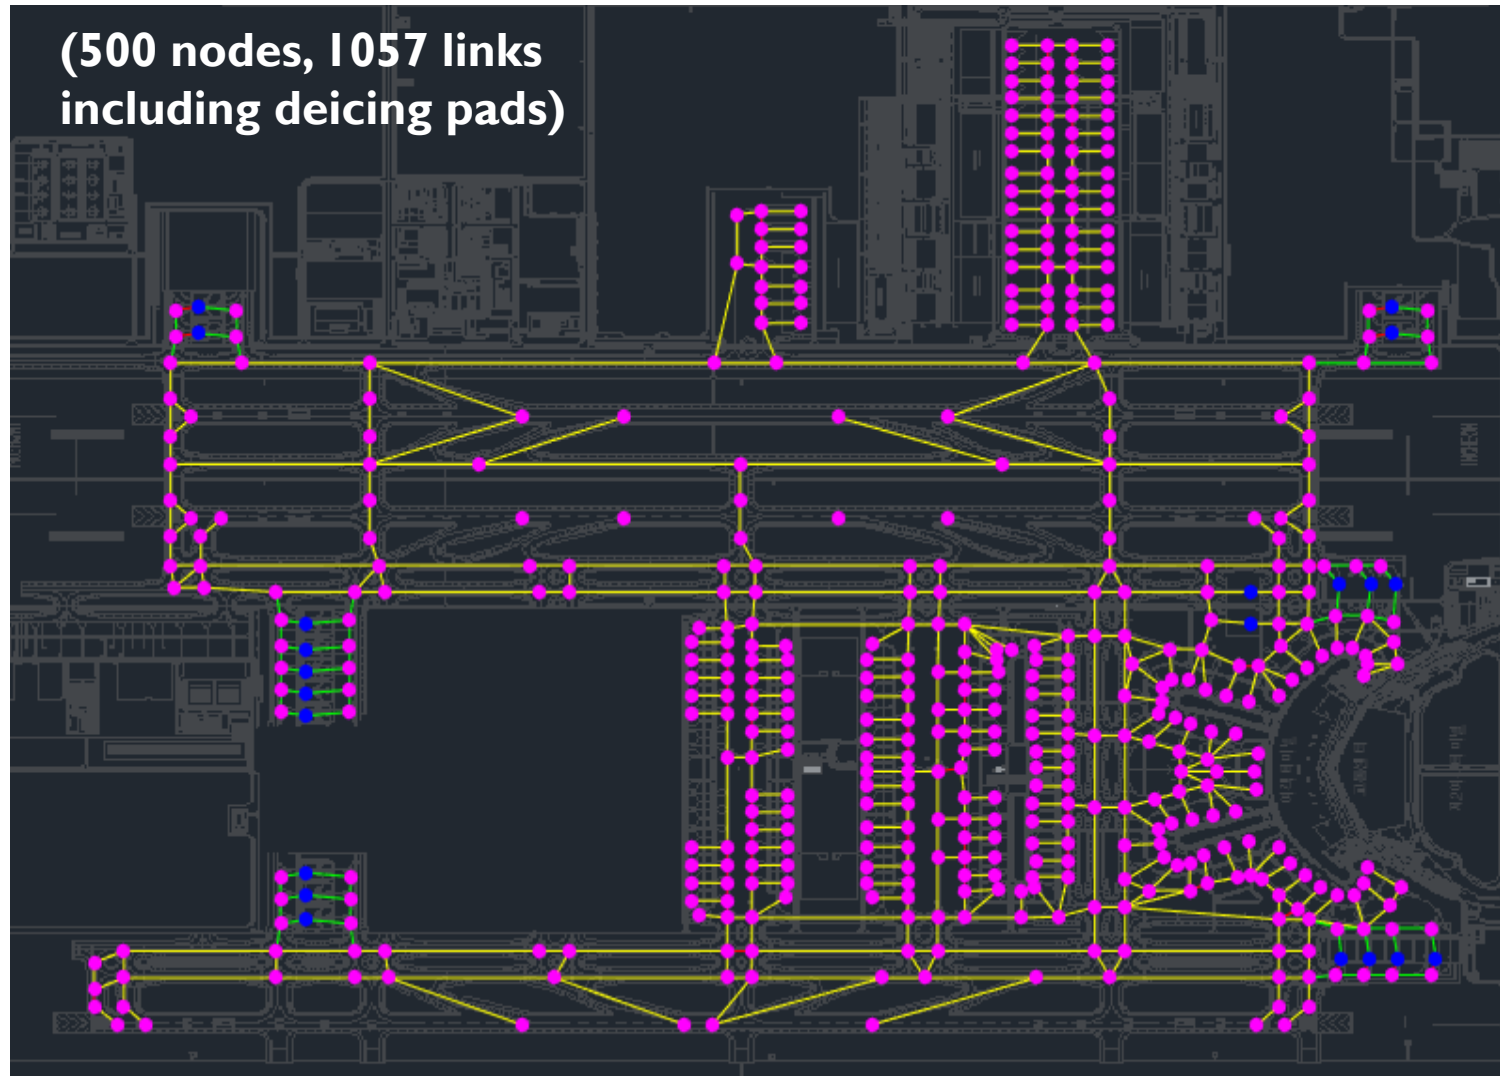 (500 nodes, 1057 links
including deicing pads)